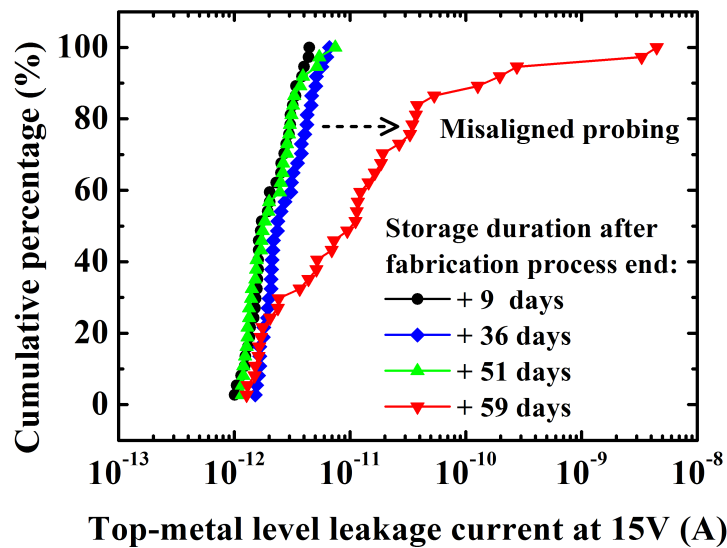 Cumulative percentage (%)
100
80
60
40
20
0
Misaligned probing
Storage duration after
fabrication process end:
+ 9 days
+ 36 days
+ 51 days
+ 59 days
10-13 10-12 10-11 10-10 10-9 10-8
Top-metal level leakage current at 15V (A)